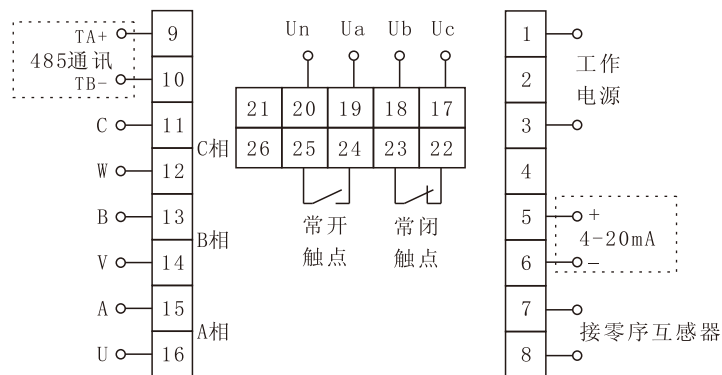 TA+ 9
485通讯
TB- 10
C 11
C相
W 12
B 13
B相
V 14
A 15
A相
U 16
Un Ua Ub Uc
21 20 19 18 17
26 25 24 23 22
常开 常闭
触点 触点
1
工作
2
电源
3
4
5 +
4-20mA
6 −
7
接零序互感器
8